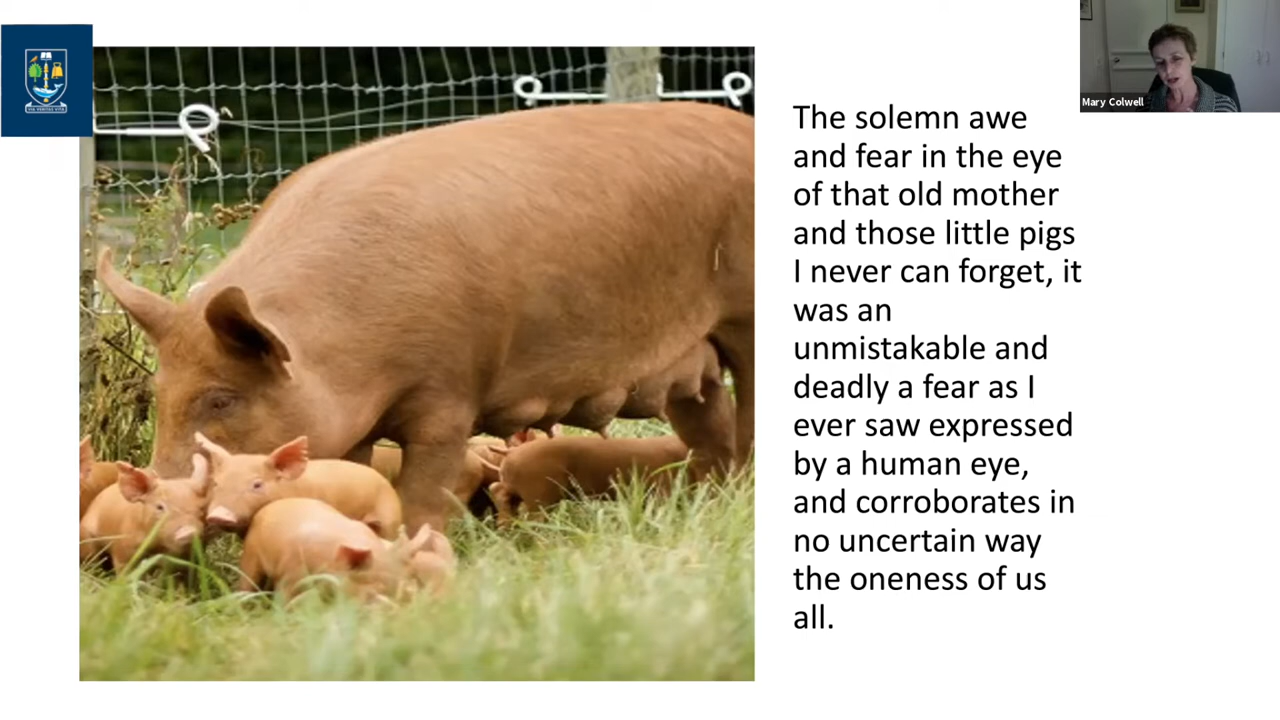 The solemn awe
and fear in the eye
of that old mother
and those little pigs
I never can forget, it
was an
unmistakable and
deadly a fear as I
ever saw expressed
by a human eye,
and corroborates in
no uncertain way
the oneness of us
all.
Mary Colwell